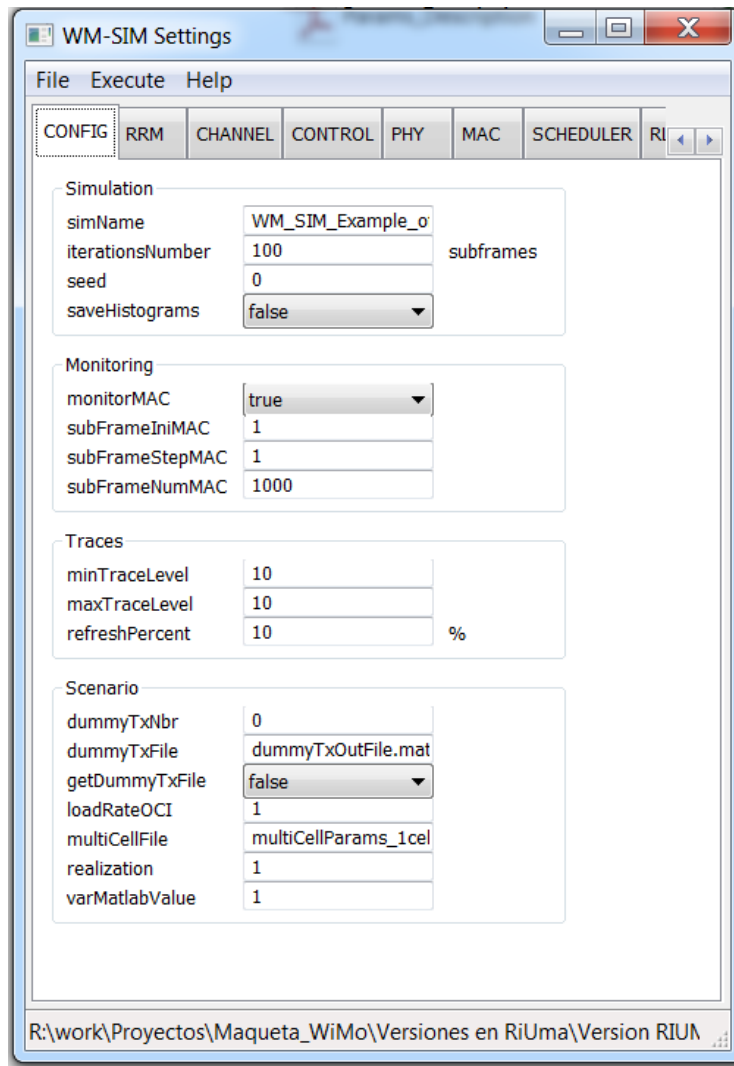 Params_Description
WM-SIM Settings
File Execute Help
CONFIG RRM CHANNEL CONTROL PHY MAC SCHEDULER
Simulation
simName WM_SIM_Example_o
iterationsNumber 100 subframes
seed 0
saveHistograms false
Monitoring
monitorMAC true
subFrameIniMAC 1
subFrameStepMAC 1
subFrameNumMAC 1000
Traces
minTraceLevel 10
maxTraceLevel 10
refreshPercent 10 %
Scenario
dummyTxNbr 0
dummyTxFile dummyTxOutFile.mat
getDummyTxFile false
loadRateOCI 1
multiCellFile multiCellParams_1cel
realization 1
varMatlabValue 1
R:\work\Proyectos\Maqueta_WiMo\Versiones en RiUma\Version RIUM